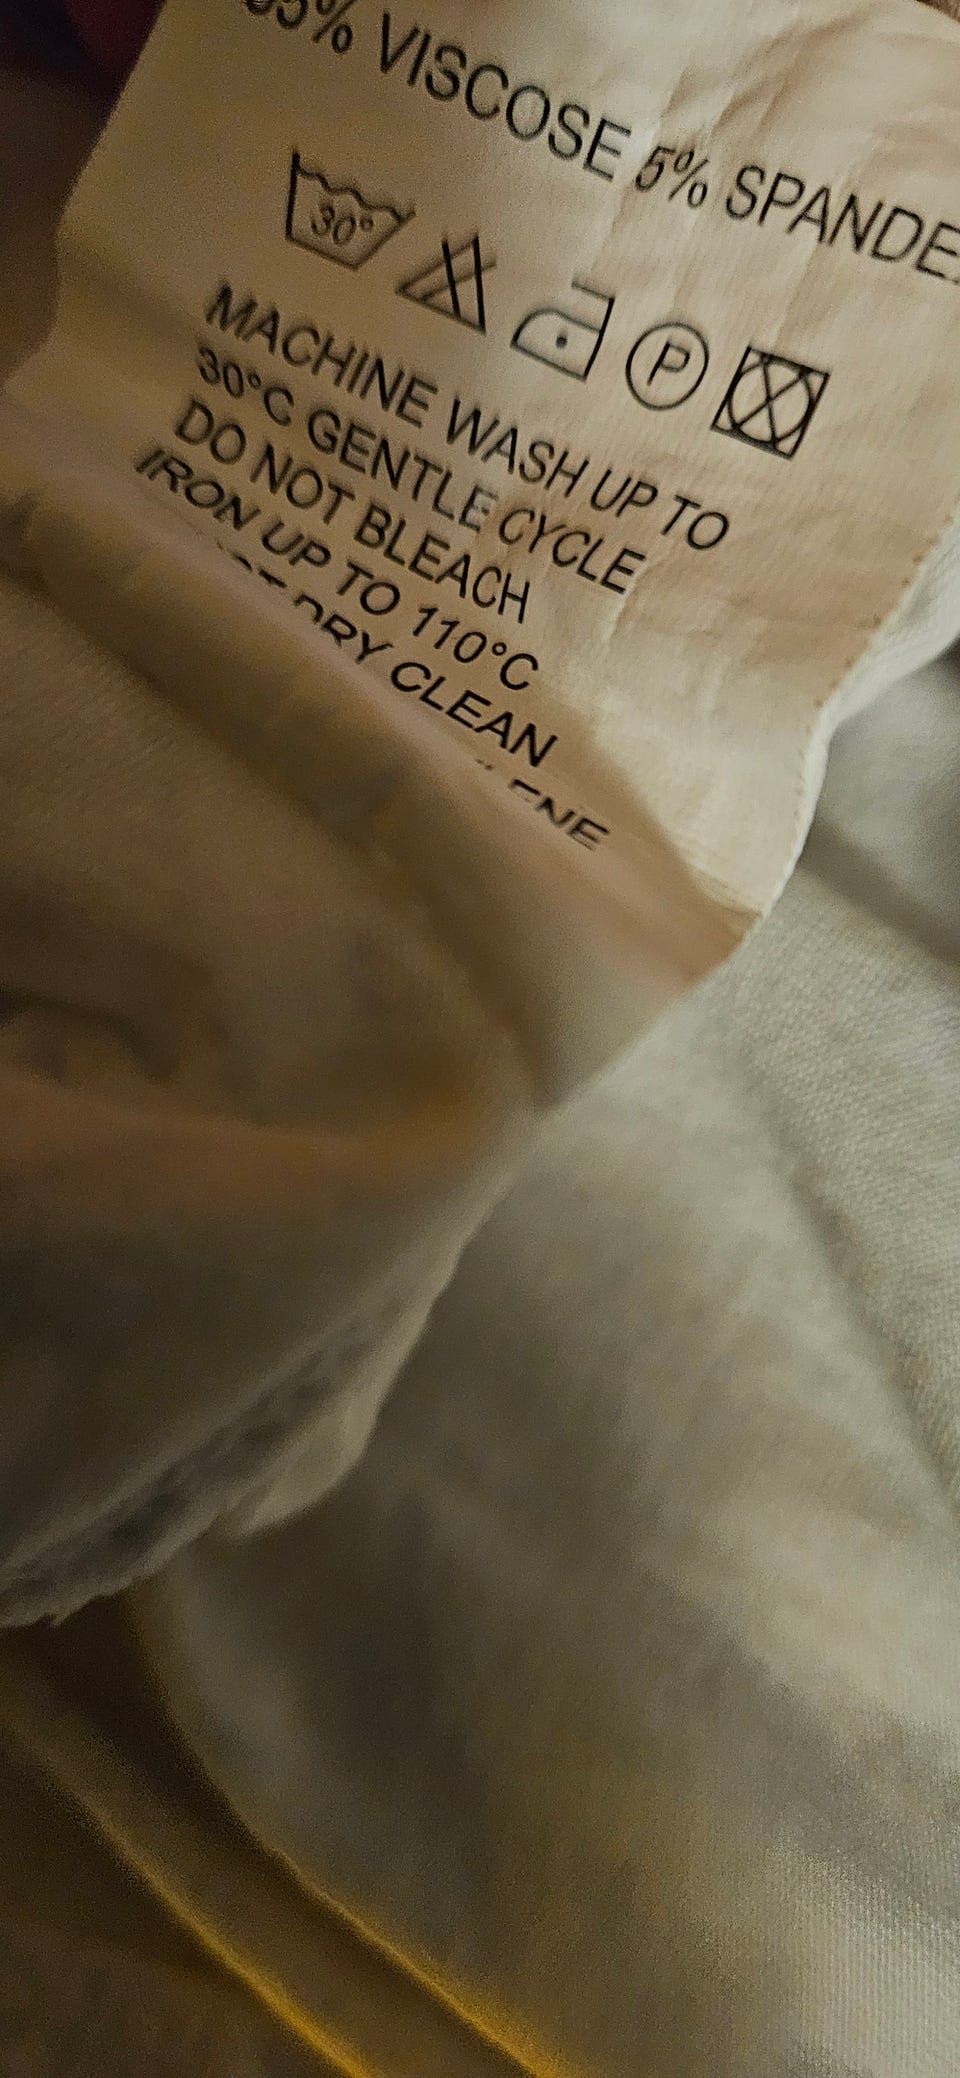 VISCOSE 5% SPANDE
30°
P
MACHINE WASH UP TO
30°C GENTLE CYCLE
DO NOT BLEACH
IRON UP TO 110°C
DRY CLEAN